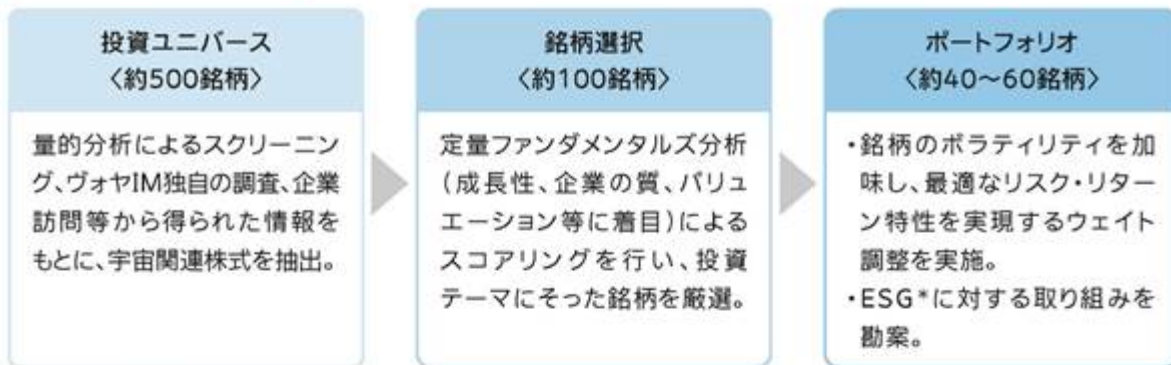 投資ユニバース
〈約500銘柄〉
量的分析によるスクリーニン
グ、ヴォヤIM独自の調査、企業
訪問等から得られた情報を
もとに、宇宙関連株式を抽出。
銘柄選択
〈約100銘柄〉
定量ファンダメンタルズ分析
(成長性、企業の質、バリュ
エーション等に着目)による
スコアリングを行い、投資
テーマにそった銘柄を厳選。
ポートフォリオ
〈約40～60銘柄〉
・銘柄のボラティリティを加
味し、最適なリスク・リター
ン特性を実現するウェイト
調整を実施。
・ESG*に対する取り組みを
勘案。